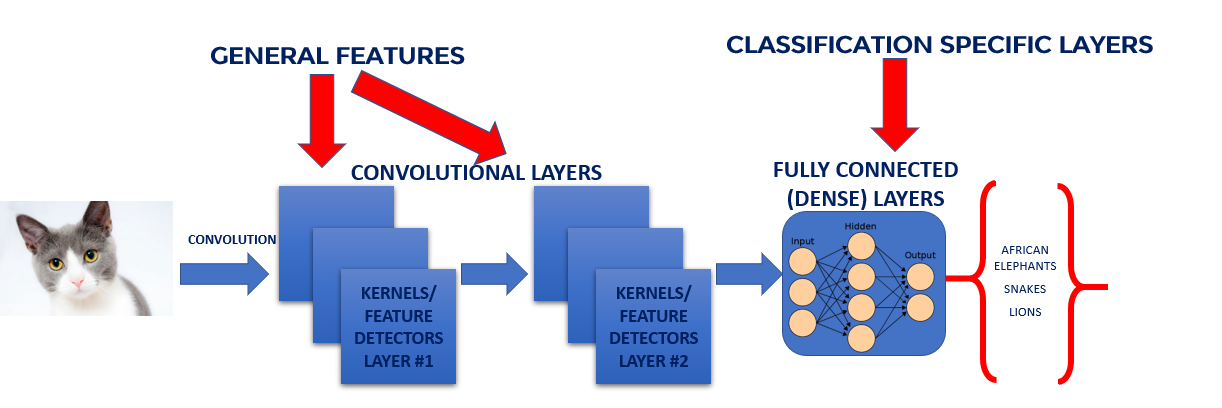 GENERAL FEATURES
CLASSIFICATION SPECIFIC LAYERS
CONVOLUTIONAL LAYERS
FULLY CONNECTED
(DENSE) LAYERS
CONVOLUTION
KERNELS/
FEATURE
DETECTORS
LAYER #1
KERNELS/
FEATURE
DETECTORS
LAYER #2
Input
Hidden
Output
AFRICAN
ELEPHANTS
SNAKES
LIONS